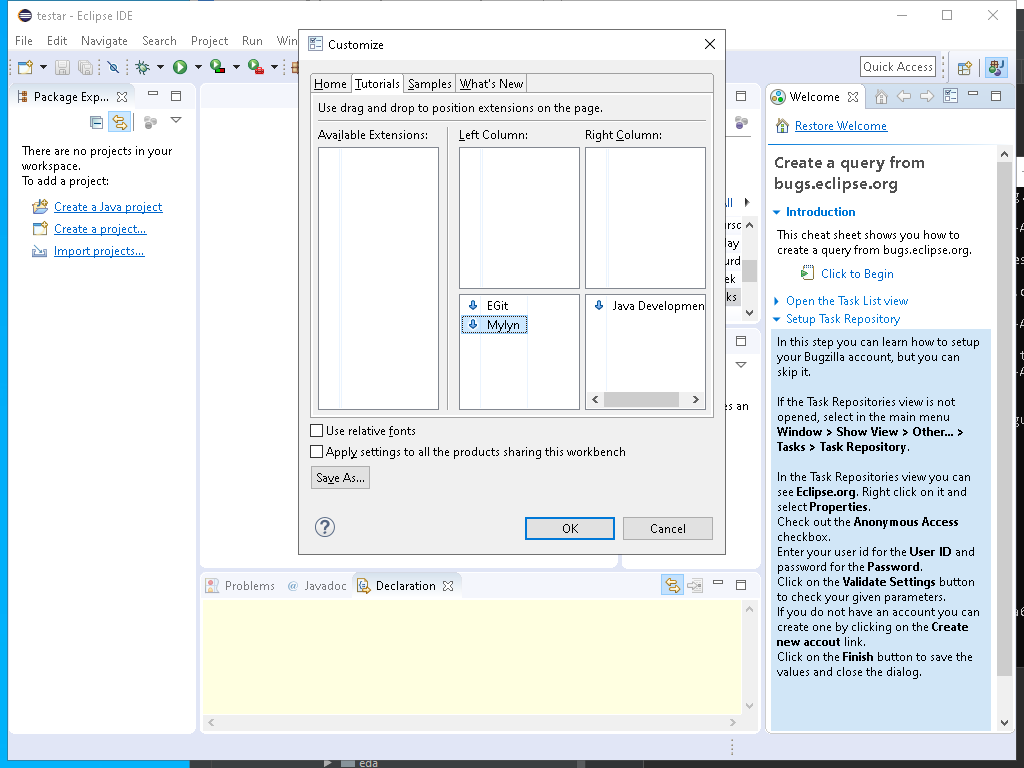 testar - Eclipse IDE
File Edit Navigate Search Project Run
Quick Access
Package Exp...
There are no projects in your
workspace.
To add a project:
Create a Java project
Create a project...
Import projects...
Customize
Home Tutorials Samples What's New
Use drag and drop to position extensions on the page.
Available Extensions:
Left Column:
Right Column:
EGit
Mylyn
Java Developmen
Use relative fonts
Apply settings to all the products sharing this workbench
Save As...
?
OK
Cancel
Problems @ Javadoc Declaration
Welcome
Restore Welcome
Create a query from
bugs.eclipse.org
Introduction
This cheat sheet shows you how to
create a query from bugs.eclipse.org.
Click to Begin
Open the Task List view
Setup Task Repository
In this step you can learn how to setup
your Bugzilla account, but you can
skip it.
If the Task Repositories view is not
opened, select in the main menu
Window > Show View > Other... >
Tasks > Task Repository.
In the Task Repositories view you can
see Eclipse.org. Right click on it and
select Properties.
Check out the Anonymous Access
checkbox.
Enter your user id for the User ID and
password for the Password.
Click on the Validate Settings button
to check your given parameters.
If you do not have an account you can
create one by clicking on the Create
new accout link.
Click on the Finish button to save the
values and close the dialog.
eda